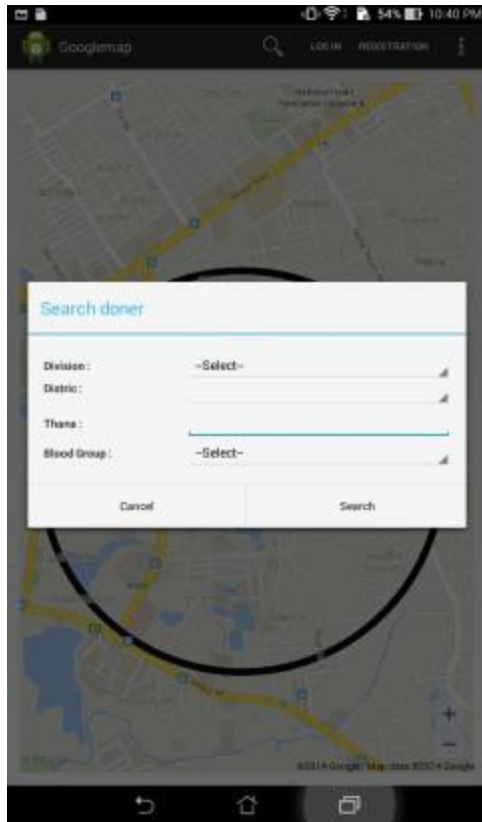 54% 10:40 PM
Googlemap LOG IN REGISTRATION
Search doner
Division : --Select--
Distric :
Thana :
Blood Group : --Select--
Cancel Search
©2014 Google · Map data ©2014 Google